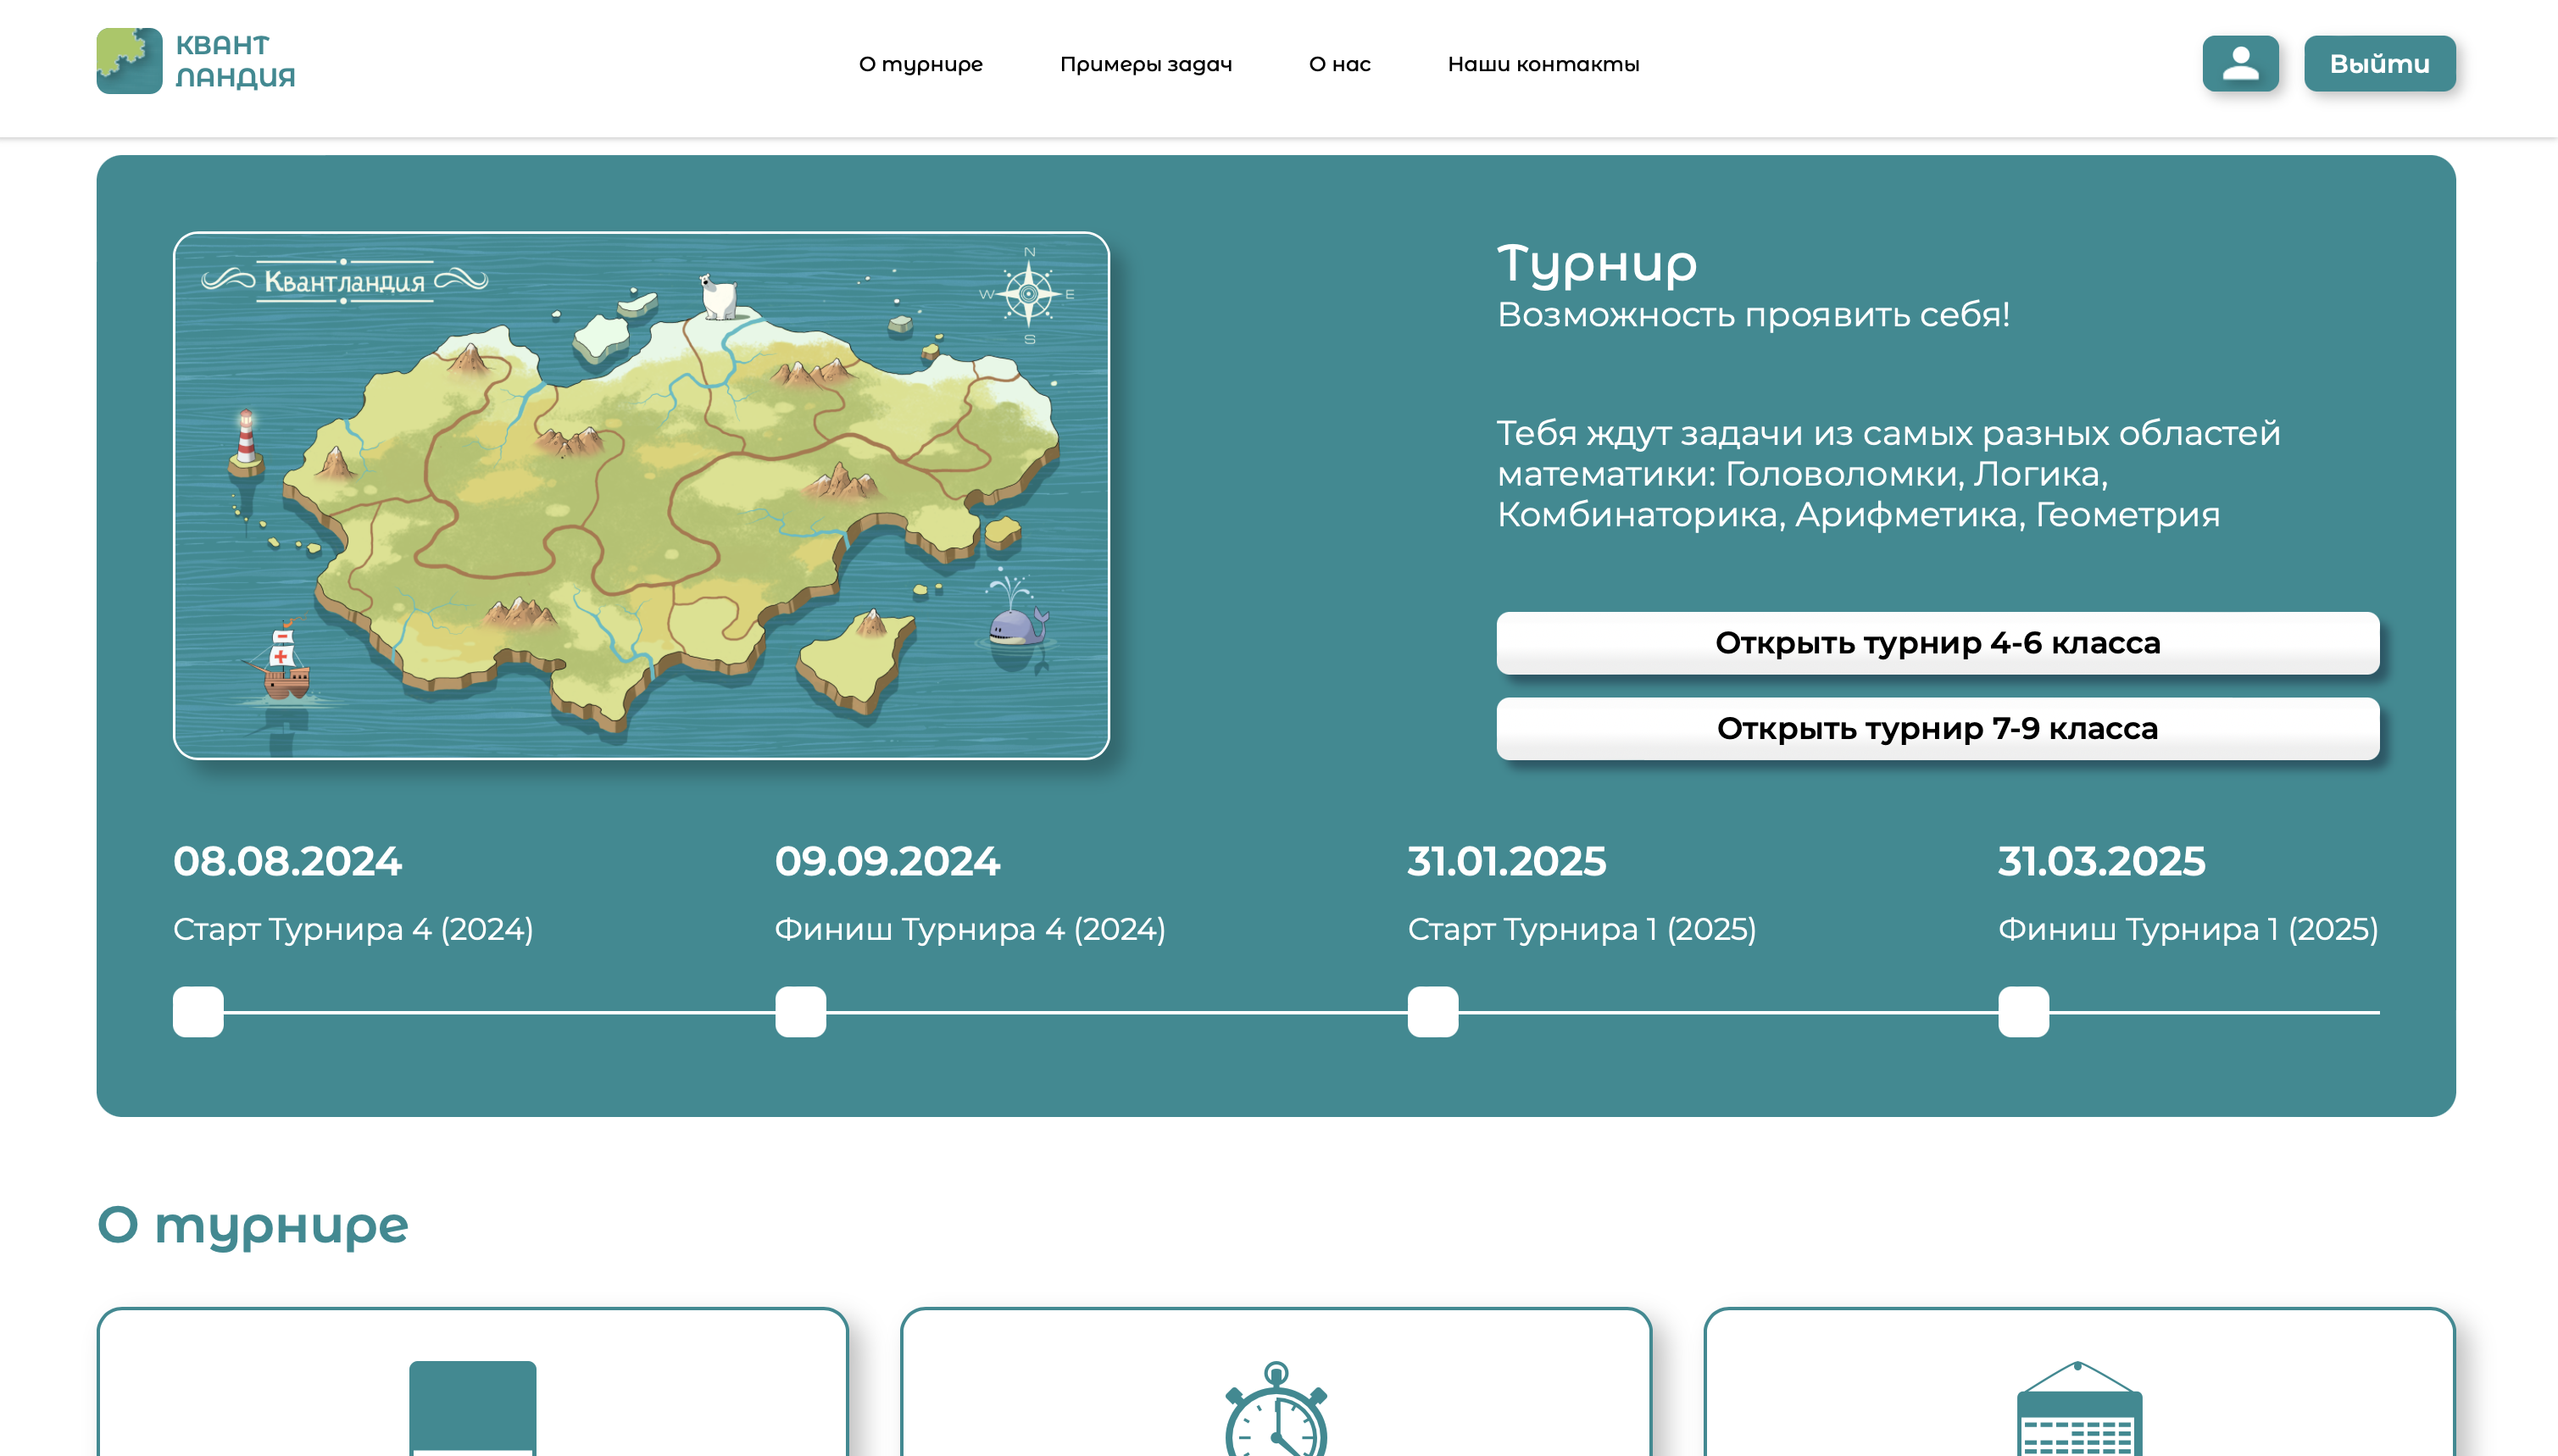 КВАНТ
ЛАНДИЯ
О турнире
Примеры задач
О нас
Наши контакты
Выйти
Квантландия
N
W
E
S
Турнир
Возможность проявить себя!
Тебя ждут задачи из самых разных областей
математики: Головоломки, Логика,
Комбинаторика, Арифметика, Геометрия
Открыть турнир 4-6 класса
Открыть турнир 7-9 класса
08.08.2024
Старт Турнира 4 (2024)
09.09.2024
Финиш Турнира 4 (2024)
31.01.2025
Старт Турнира 1 (2025)
31.03.2025
Финиш Турнира 1 (2025)
О турнире